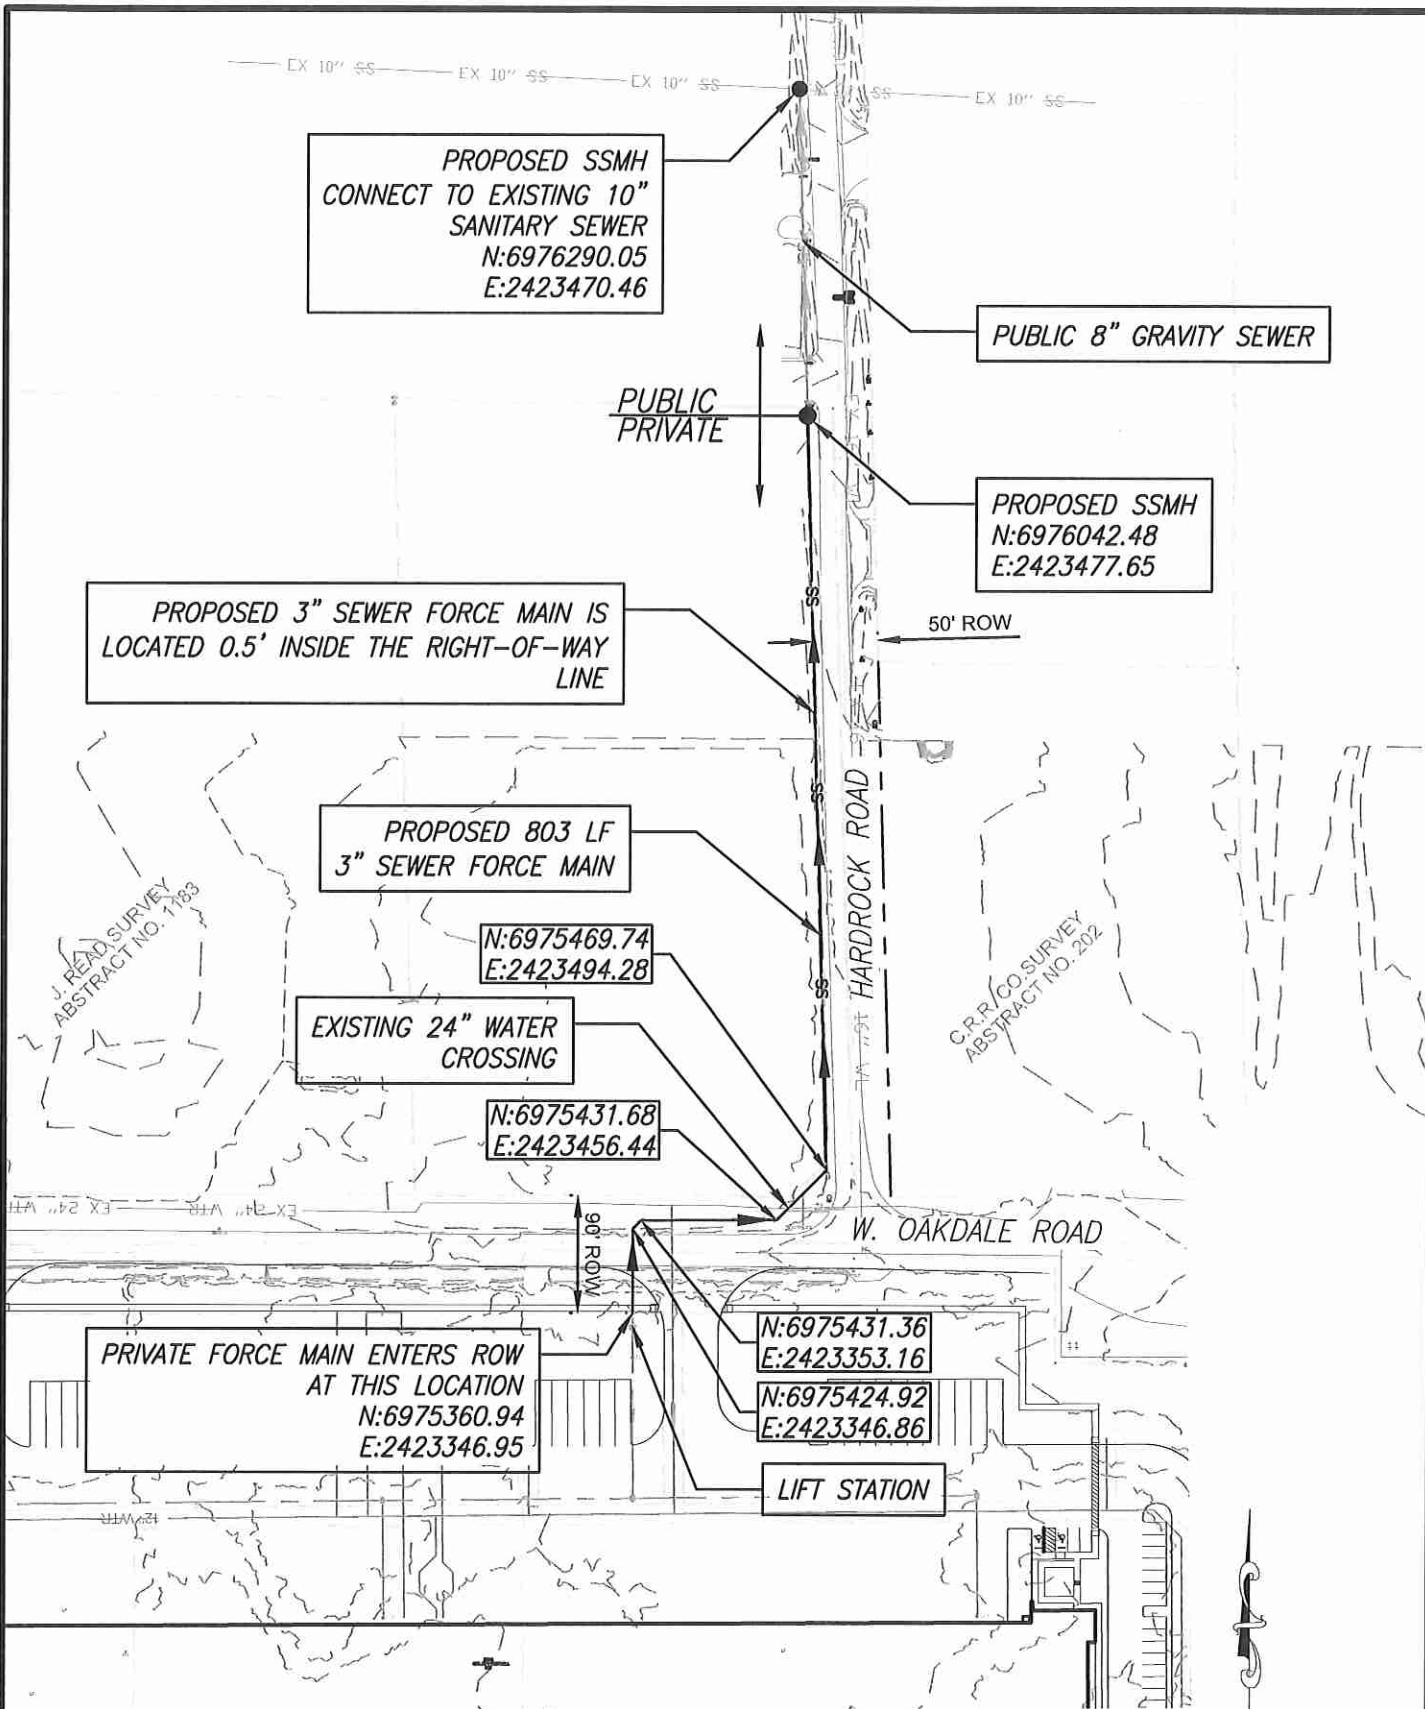 EX 10" SS
EX 10" SS
EX 10" SS
SS
EX 10" SS
PROPOSED SSMH
CONNECT TO EXISTING 10"
SANITARY SEWER
N:6976290.05
E:2423470.46
PUBLIC 8" GRAVITY SEWER
PUBLIC
PRIVATE
PROPOSED SSMH
N:6976042.48
E:2423477.65
PROPOSED 3" SEWER FORCE MAIN IS
LOCATED 0.5' INSIDE THE RIGHT-OF-WAY
LINE
SS
50' ROW
SS
PROPOSED 803 LF
3" SEWER FORCE MAIN
HARDROCK ROAD
J. READ SURVEY
ABSTRACT NO. 1183
C.R.R/CO.SURVEY
ABSTRACT NO. 202
N:6975469.74
E:2423494.28
SS
16" WL
EXISTING 24" WATER
CROSSING
N:6975431.68
E:2423456.44
EX 24" WTR
EX 24" WTR
90' ROW
W. OAKDALE ROAD
N:6975431.36
E:2423353.16
PRIVATE FORCE MAIN ENTERS ROW
AT THIS LOCATION
N:6975360.94
E:2423346.95
N:6975424.92
E:2423346.86
LIFT STATION
12" WTR